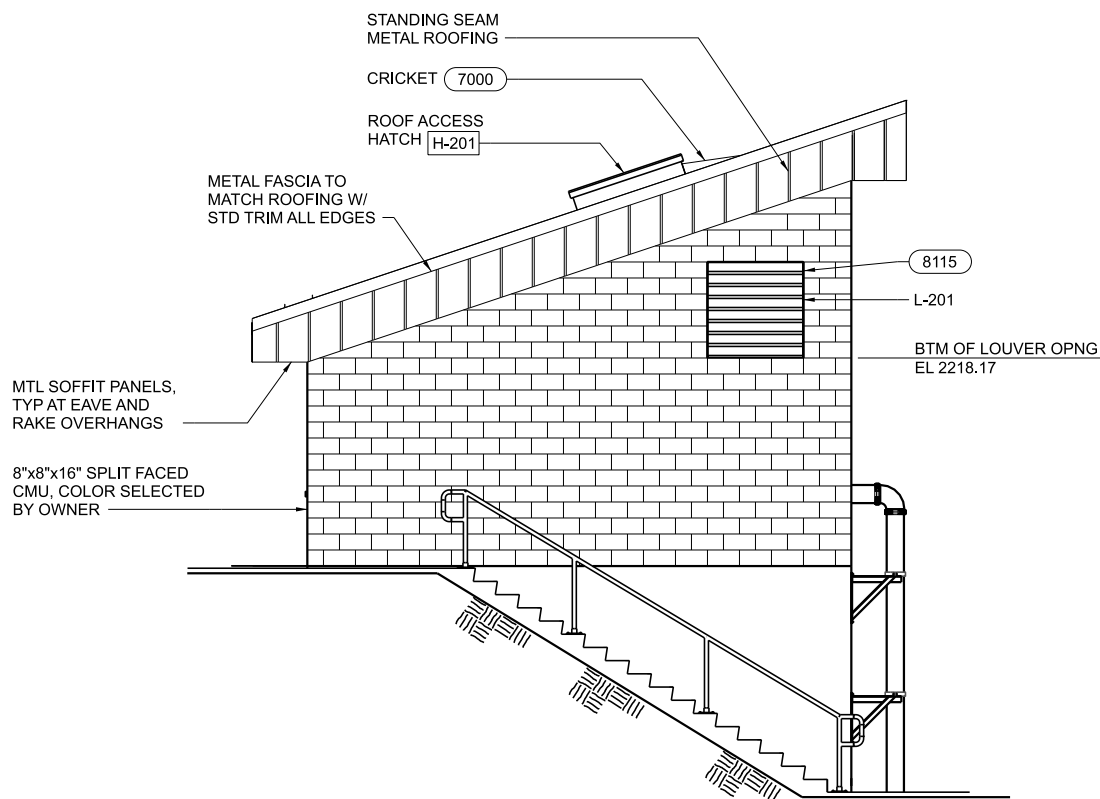 STANDING SEAM
METAL ROOFING
CRICKET 7000
ROOF ACCESS
HATCH H-201
METAL FASCIA TO
MATCH ROOFING W/
STD TRIM ALL EDGES
8115
L-201
BTM OF LOUVER OPNG
EL 2218.17
MTL SOFFIT PANELS,
TYP AT EAVE AND
RAKE OVERHANGS
8"x8"x16" SPLIT FACED
CMU, COLOR SELECTED
BY OWNER